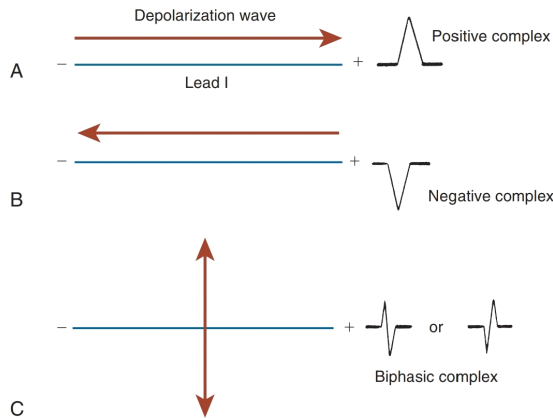 Depolarization wave
− + Positive complex
A
Lead I
− +
B
Negative complex
− + or
Biphasic complex
C